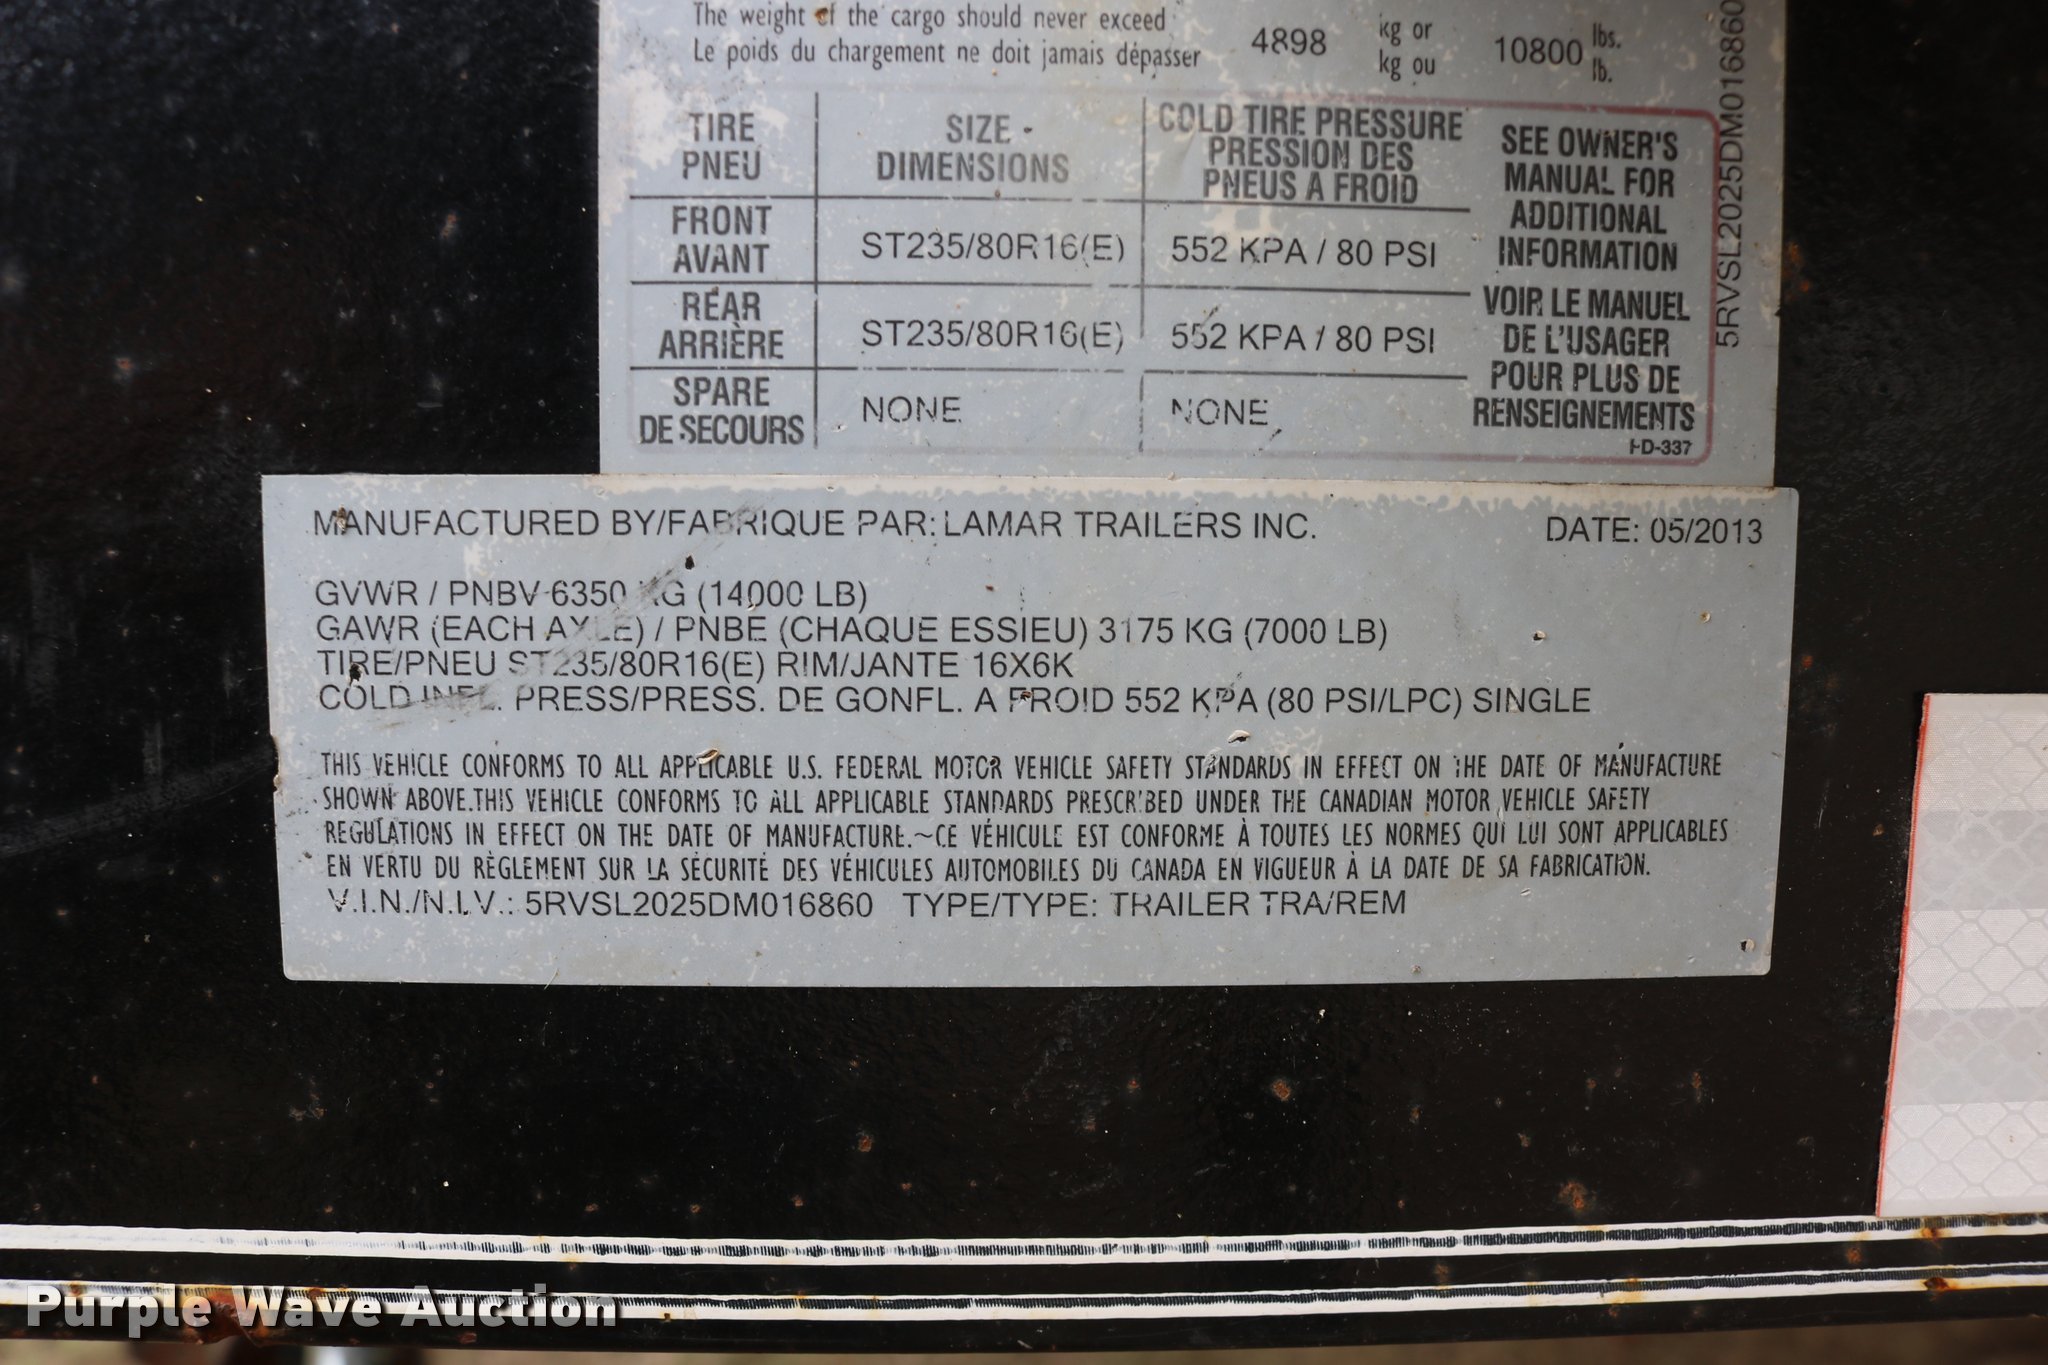 The weight of the cargo should never exceed 4898 kg or 10800 lbs.
Le poids du chargement ne doit jamais dépasser kg ou lb.
TIRE SIZE - COLD TIRE PRESSURE
PNEU DIMENSIONS PRESSION DES
PNEUS A FROID
FRONT ST235/80R16(E) 552 KPA / 80 PSI
AVANT
REAR ST235/80R16(E) 552 KPA / 80 PSI
ARRIÈRE
SPARE NONE NONE
DE SECOURS
SEE OWNER'S
MANUAL FOR
ADDITIONAL
INFORMATION
VOIR LE MANUEL
DE L'USAGER
POUR PLUS DE
RENSEIGNEMENTS
5RVSL2025DM016860
MANUFACTURED BY/FABRIQUE PAR: LAMAR TRAILERS INC. DATE: 05/2013
GVWR / PNBV 6350 KG (14000 LB)
GAWR (EACH AXLE) / PNBE (CHAQUE ESSIEU) 3175 KG (7000 LB)
TIRE/PNEU ST235/80R16(E) RIM/JANTE 16X6K
COLD INFL. PRESS/PRESS. DE GONFL. A FROID 552 KPA (80 PSI/LPC) SINGLE
THIS VEHICLE CONFORMS TO ALL APPLICABLE U.S. FEDERAL MOTOR VEHICLE SAFETY STANDARDS IN EFFECT ON THE DATE OF MANUFACTURE
SHOWN ABOVE.THIS VEHICLE CONFORMS TO ALL APPLICABLE STANDARDS PRESCRIBED UNDER THE CANADIAN MOTOR VEHICLE SAFETY
REGULATIONS IN EFFECT ON THE DATE OF MANUFACTURE.~CE VÉHICULE EST CONFORME À TOUTES LES NORMES QUI LUI SONT APPLICABLES
EN VERTU DU RÈGLEMENT SUR LA SÉCURITÉ DES VÉHICULES AUTOMOBILES DU CANADA EN VIGUEUR À LA DATE DE SA FABRICATION.
V.I.N./N.I.V.: 5RVSL2025DM016860 TYPE/TYPE: TRAILER TRA/REM
Purple Wave Auction